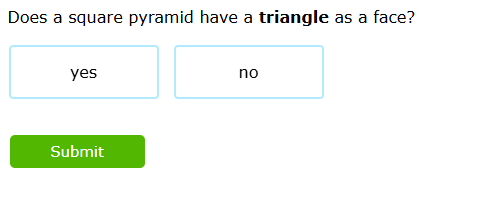 Does a square pyramid have a triangle as a face?
yes
no
Submit